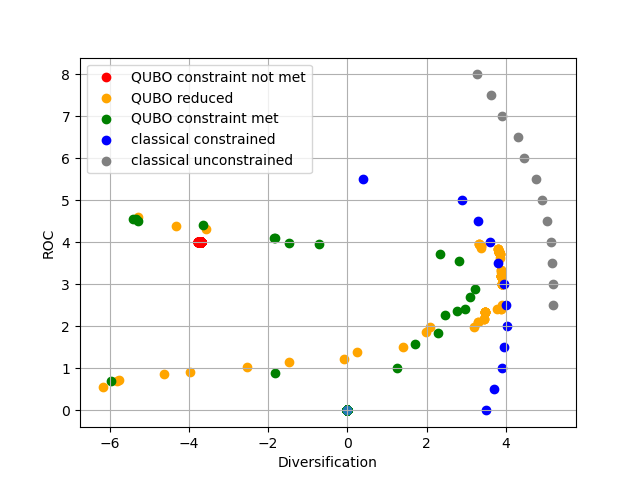 QUBO constraint not met
QUBO reduced
QUBO constraint met
classical constrained
classical unconstrained
8
7
6
5
4
3
2
1
0
ROC
−6
−4
−2
0
2
4
Diversification